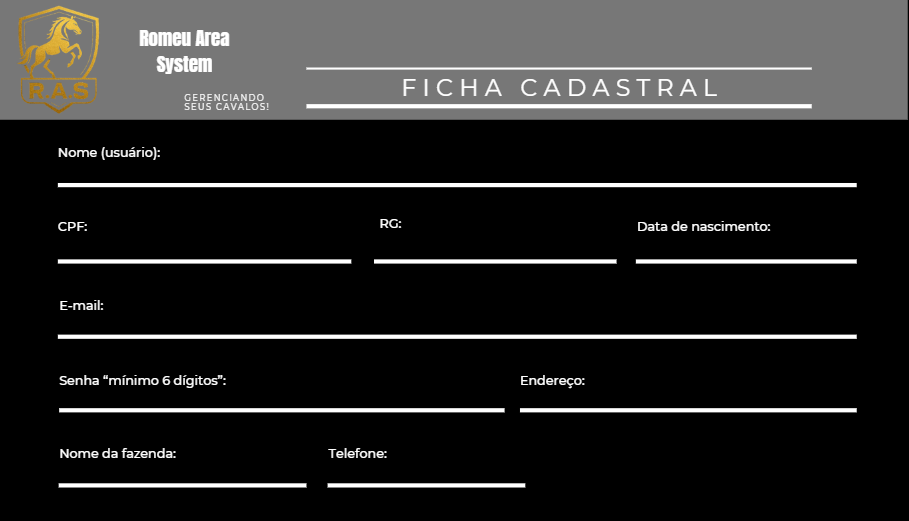 RAS
Romeu Area
System
GERENCIANDO
SEUS CAVALOS!
FICHA CADASTRAL
Nome (usuário):
CPF:
RG:
Data de nascimento:
E-mail:
Senha “mínimo 6 dígitos”:
Endereço:
Nome da fazenda:
Telefone: